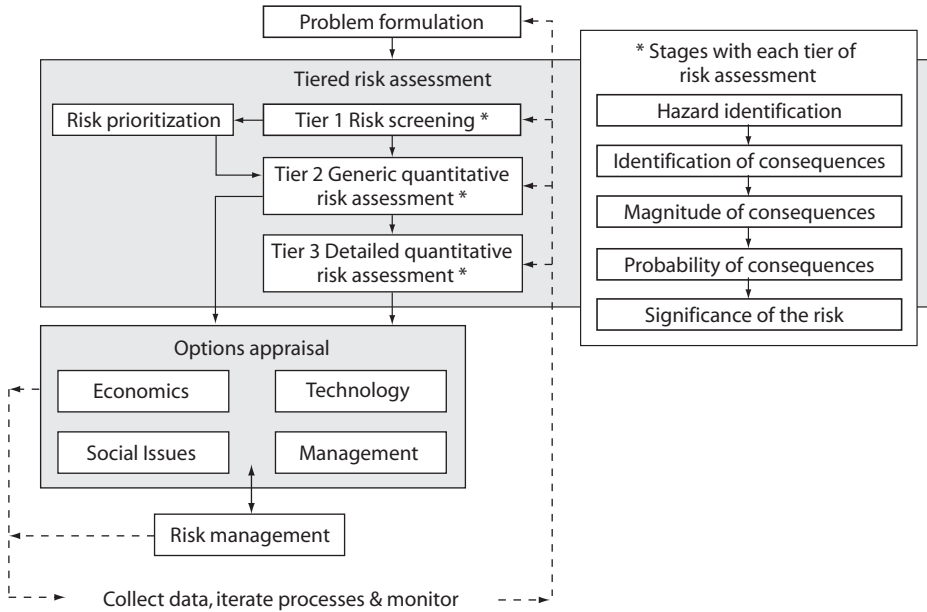 Problem formulation
Tiered risk assessment
Risk prioritization
Tier 1 Risk screening *
Tier 2 Generic quantitative
risk assessment *
Tier 3 Detailed quantitative
risk assessment *
* Stages with each tier of
risk assessment
Hazard identification
Identification of consequences
Magnitude of consequences
Probability of consequences
Significance of the risk
Options appraisal
Economics
Technology
Social Issues
Management
Risk management
Collect data, iterate processes & monitor